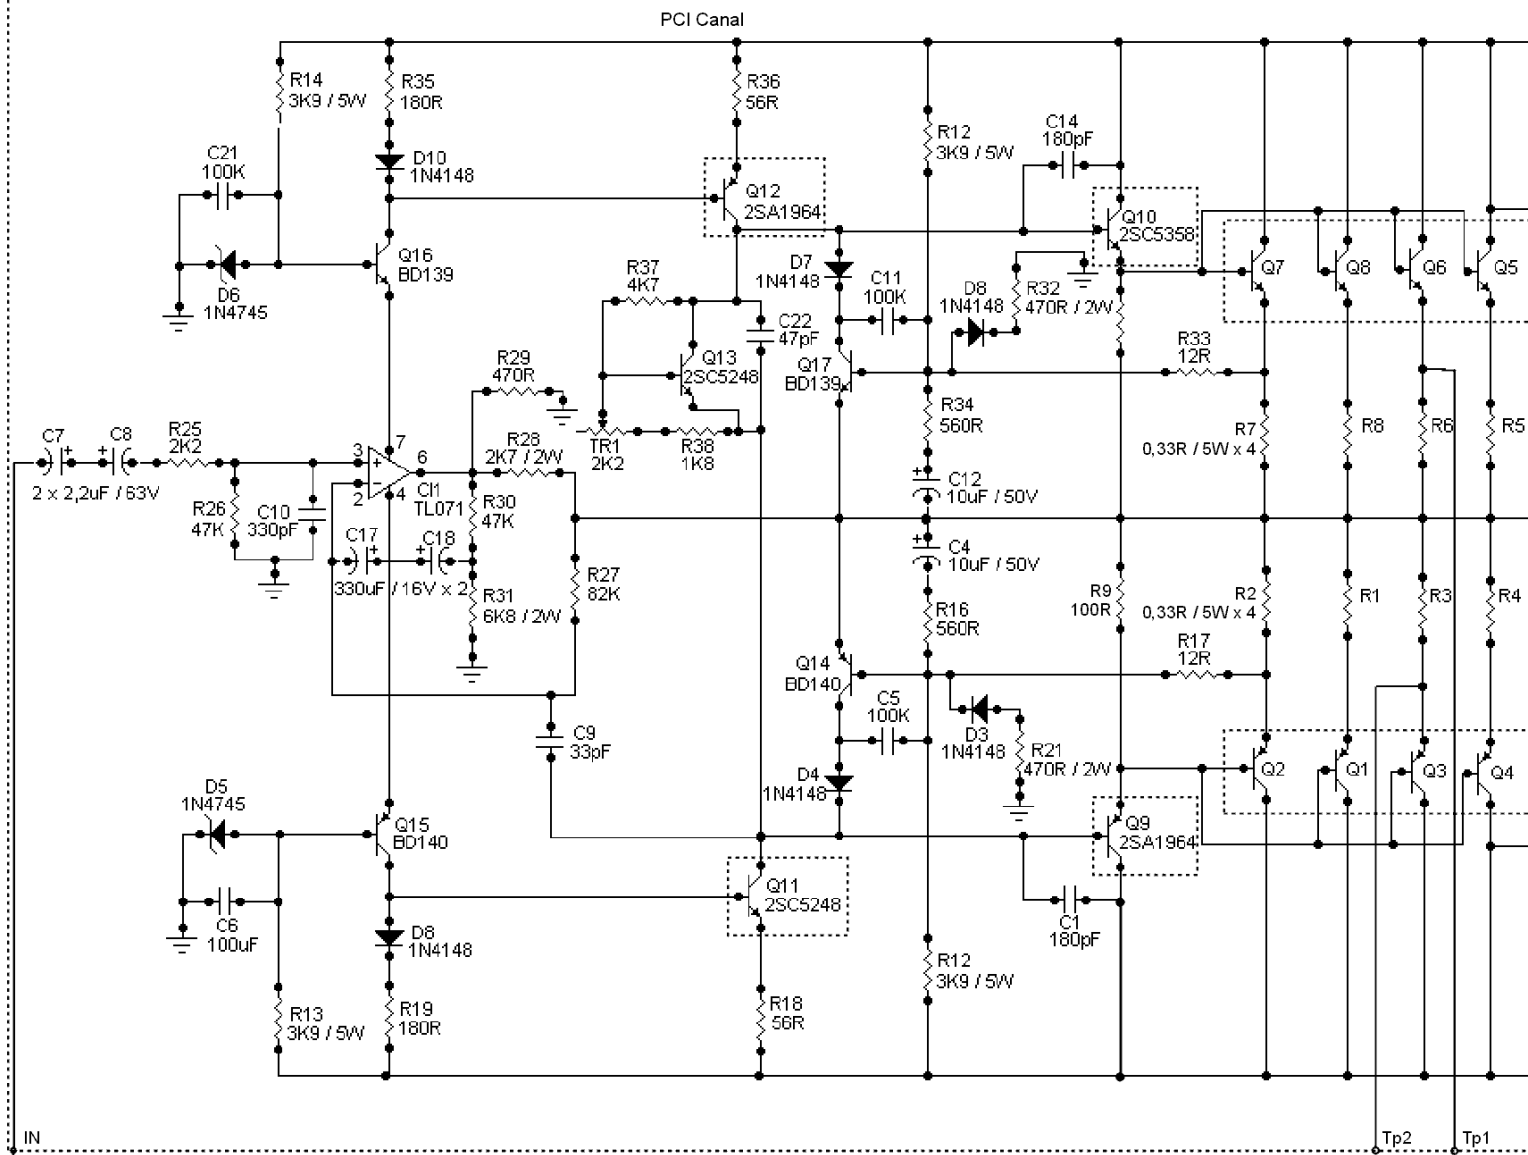 PCI Canal
R14
3K9 / 5W
R35
180R
R36
56R
R12
3K9 / 5W
C14
180pF
C21
100K
D10
1N4148
Q12
2SA1964
Q10
2SC5358
Q16
BD139
D6
1N4745
R37
4K7
D7
1N4148
C11
100K
D8
1N4148
R32
470R / 2W
Q7
Q8
Q6
Q5
C22
47pF
Q13
2SC5248
Q17
BD139
R33
12R
R29
470R
R34
560R
R7
0,33R / 5W x 4
R8
R6
R5
C7
C8
2 x 2,2uF / 63V
R25
2K2
3
7
6
2
4
CI1
TL071
R28
2K7 / 2W
TR1
2K2
R38
1K8
C12
10uF / 50V
R26
47K
C10
330pF
C17
C18
330uF / 16V x 2
R30
47K
C4
10uF / 50V
R31
6K8 / 2W
R27
82K
R16
560R
R9
100R
R2
0,33R / 5W x 4
R1
R3
R4
R17
12R
Q14
BD140
C5
100K
D3
1N4148
R21
470R / 2W
C9
33pF
D4
1N4148
Q2
Q1
Q3
Q4
D5
1N4745
Q15
BD140
Q9
2SA1964
Q11
2SC5248
C6
100uF
D8
1N4148
C1
180pF
R12
3K9 / 5W
R13
3K9 / 5W
R19
180R
R18
56R
IN
Tp2
Tp1